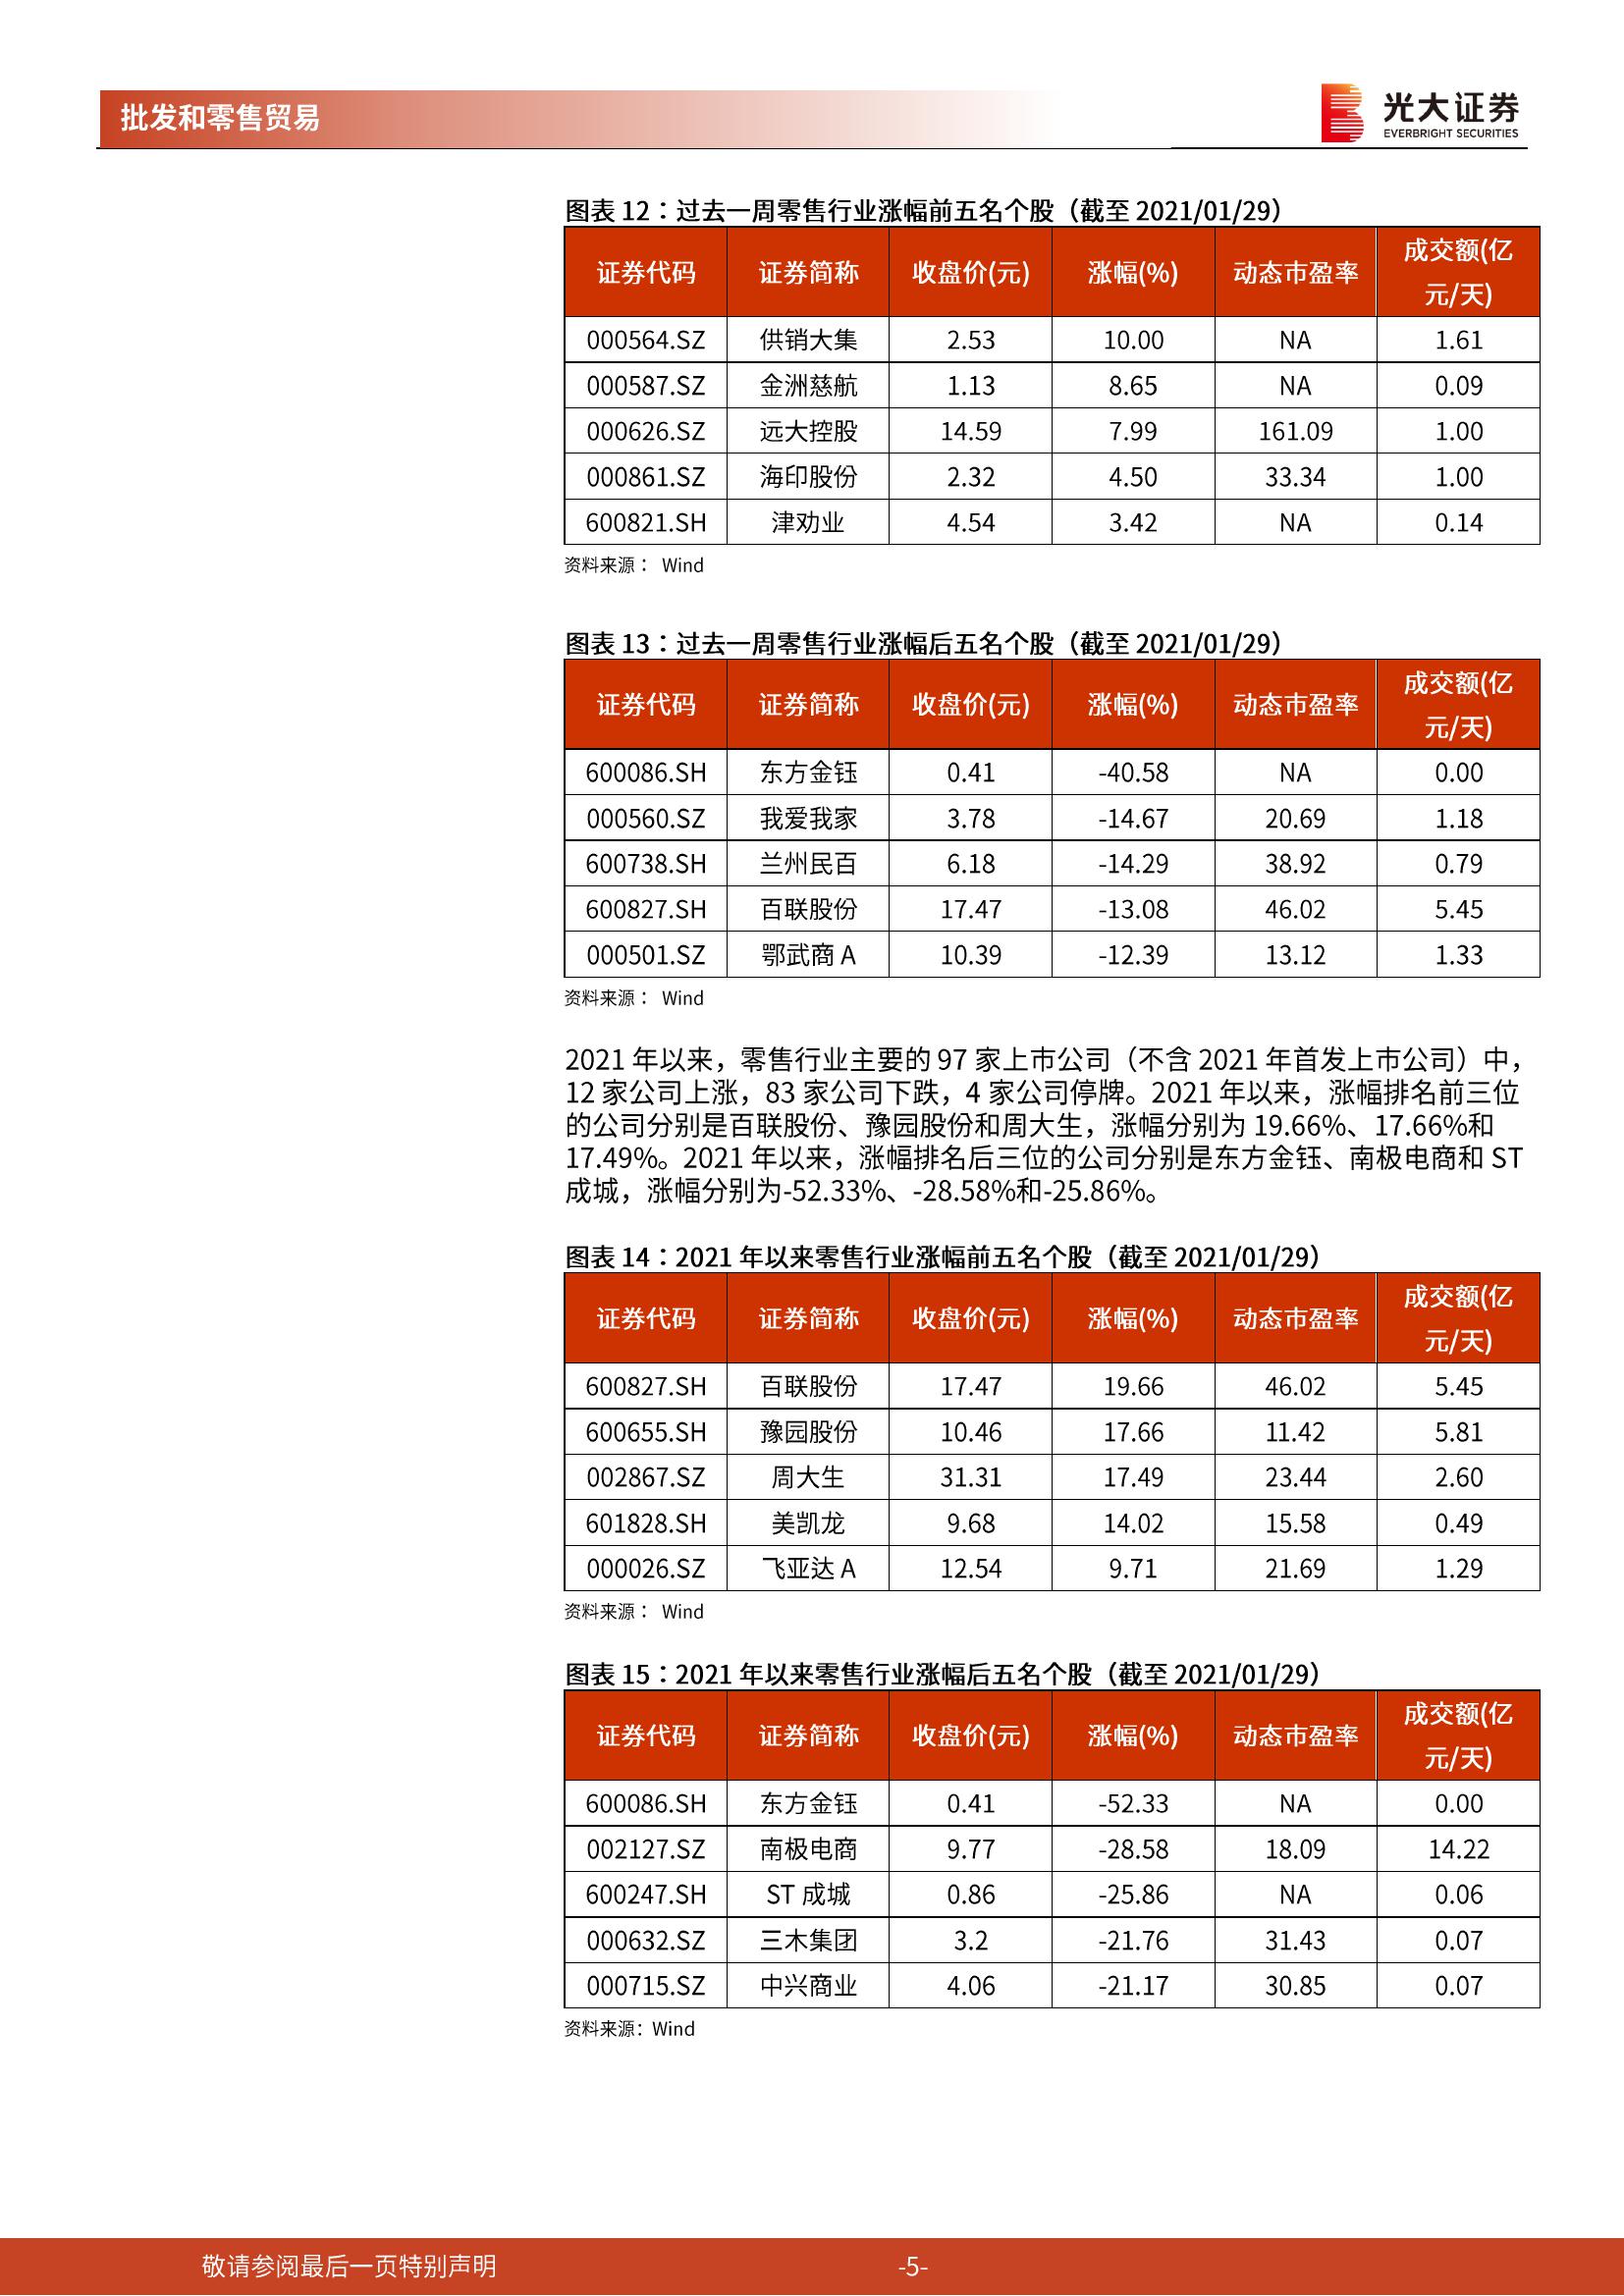 批发和零售贸易
光大证券
EVERBRIGHT SECURITIES
图表 12：过去一周零售行业涨幅前五名个股（截至 2021/01/29）
证券代码 证券简称 收盘价(元) 涨幅(%) 动态市盈率 成交额(亿元/天)
000564.SZ 供销大集 2.53 10.00 NA 1.61
000587.SZ 金洲慈航 1.13 8.65 NA 0.09
000626.SZ 远大控股 14.59 7.99 161.09 1.00
000861.SZ 海印股份 2.32 4.50 33.34 1.00
600821.SH 津劝业 4.54 3.42 NA 0.14
资料来源： Wind
图表 13：过去一周零售行业涨幅后五名个股（截至 2021/01/29）
证券代码 证券简称 收盘价(元) 涨幅(%) 动态市盈率 成交额(亿元/天)
600086.SH 东方金钰 0.41 -40.58 NA 0.00
000560.SZ 我爱我家 3.78 -14.67 20.69 1.18
600738.SH 兰州民百 6.18 -14.29 38.92 0.79
600827.SH 百联股份 17.47 -13.08 46.02 5.45
000501.SZ 鄂武商 A 10.39 -12.39 13.12 1.33
资料来源： Wind
2021 年以来，零售行业主要的 97 家上市公司（不含 2021 年首发上市公司）中，
12 家公司上涨，83 家公司下跌，4 家公司停牌。2021 年以来，涨幅排名前三位
的公司分别是百联股份、豫园股份和周大生，涨幅分别为 19.66%、17.66%和
17.49%。2021 年以来，涨幅排名后三位的公司分别是东方金钰、南极电商和 ST
成城，涨幅分别为-52.33%、-28.58%和-25.86%。
图表 14：2021 年以来零售行业涨幅前五名个股（截至 2021/01/29）
证券代码 证券简称 收盘价(元) 涨幅(%) 动态市盈率 成交额(亿元/天)
600827.SH 百联股份 17.47 19.66 46.02 5.45
600655.SH 豫园股份 10.46 17.66 11.42 5.81
002867.SZ 周大生 31.31 17.49 23.44 2.60
601828.SH 美凯龙 9.68 14.02 15.58 0.49
000026.SZ 飞亚达 A 12.54 9.71 21.69 1.29
资料来源： Wind
图表 15：2021 年以来零售行业涨幅后五名个股（截至 2021/01/29）
证券代码 证券简称 收盘价(元) 涨幅(%) 动态市盈率 成交额(亿元/天)
600086.SH 东方金钰 0.41 -52.33 NA 0.00
002127.SZ 南极电商 9.77 -28.58 18.09 14.22
600247.SH ST 成城 0.86 -25.86 NA 0.06
000632.SZ 三木集团 3.2 -21.76 31.43 0.07
000715.SZ 中兴商业 4.06 -21.17 30.85 0.07
资料来源：Wind
敬请参阅最后一页特别声明 -5-